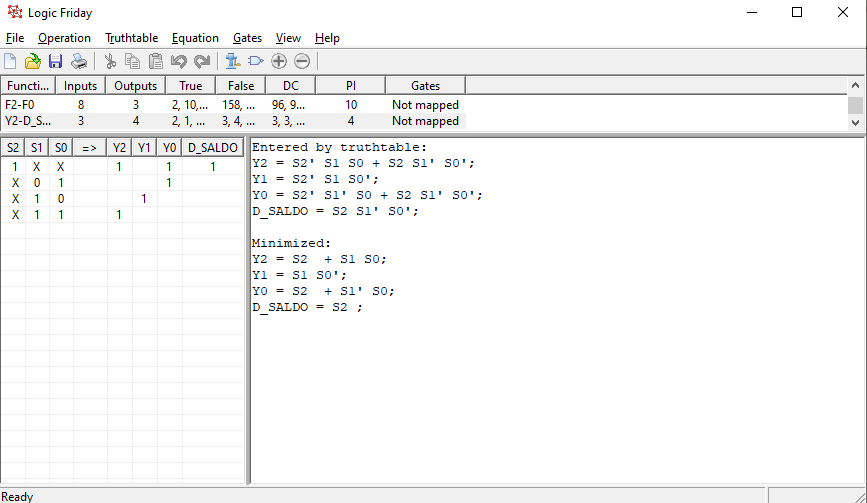 Logic Friday
File Operation Truthtable Equation Gates View Help
Functi... Inputs Outputs True False DC PI Gates
F2-F0 8 3 2, 10,... 158, ... 96, 9... 10 Not mapped
Y2-D_S... 3 4 2, 1, ... 3, 4, ... 3, 3, ... 4 Not mapped
S2 S1 S0 => Y2 Y1 Y0 D_SALDO
1 X X 1 1 1
X 0 1 1
X 1 0 1
X 1 1 1
Entered by truthtable:
Y2 = S2' S1 S0 + S2 S1' S0';
Y1 = S2' S1 S0';
Y0 = S2' S1' S0 + S2 S1' S0';
D_SALDO = S2 S1' S0';
Minimized:
Y2 = S2  + S1 S0;
Y1 = S1 S0';
Y0 = S2  + S1' S0;
D_SALDO = S2 ;
Ready